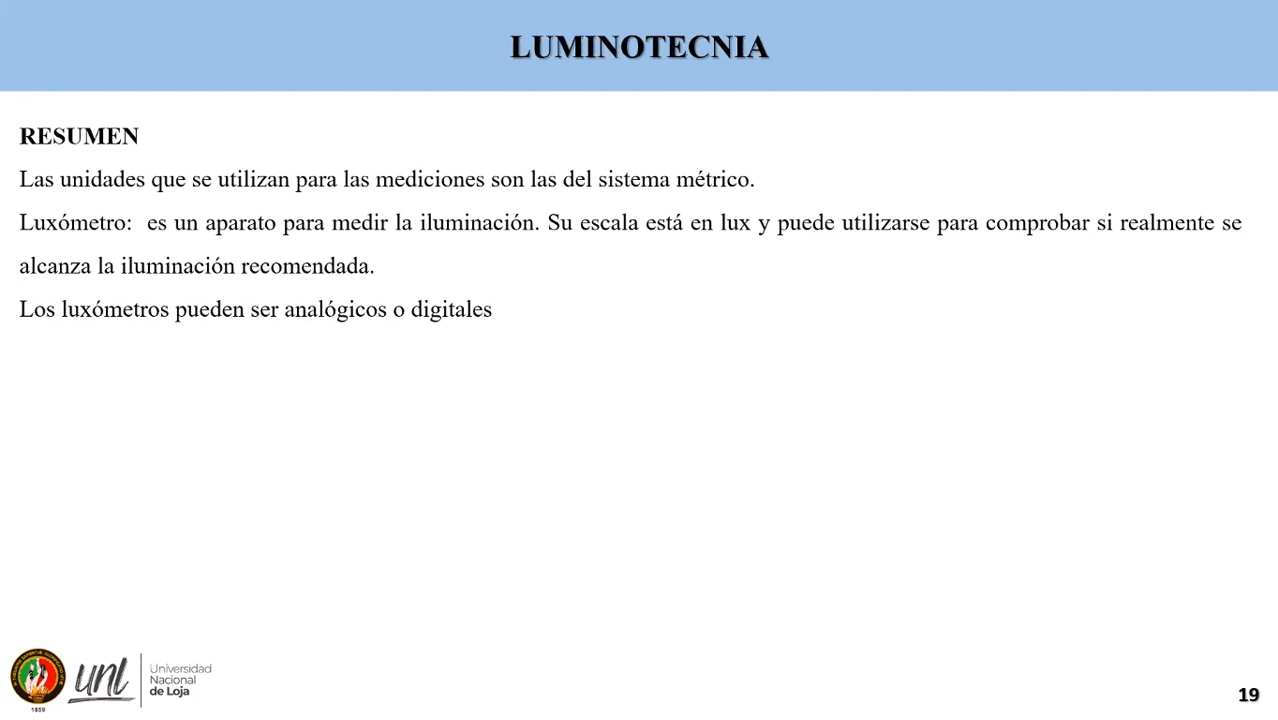 LUMINOTECNIA
RESUMEN
Las unidades que se utilizan para las mediciones son las del sistema métrico.
Luxómetro:  es un aparato para medir la iluminación. Su escala está en lux y puede utilizarse para comprobar si realmente se
alcanza la iluminación recomendada.
Los luxómetros pueden ser analógicos o digitales
1859
unl
Universidad
Nacional
de Loja
19